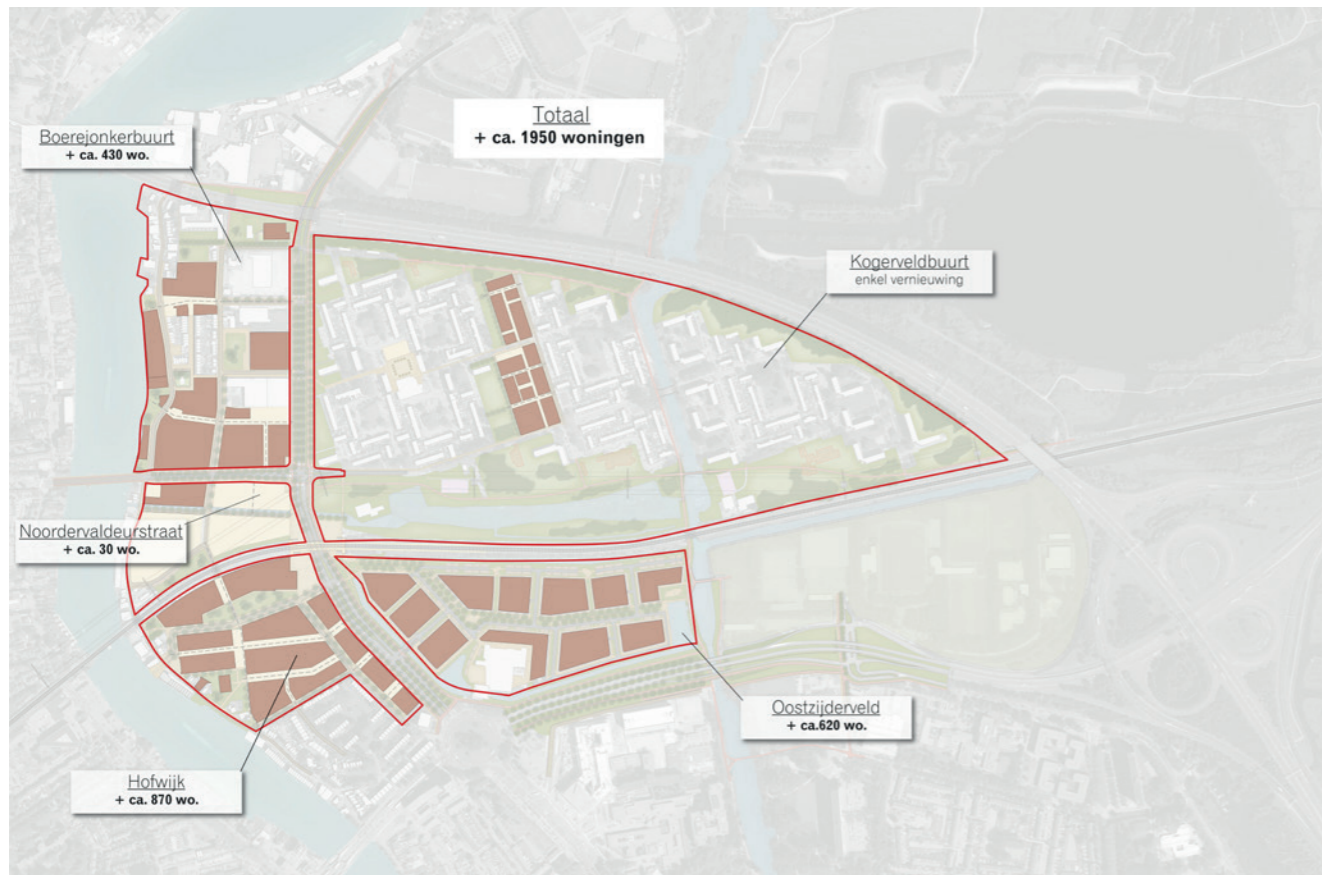 Totaal
+ ca. 1950 woningen
Boerejonkerbuurt
+ ca. 430 wo.
Kogerveldbuurt
enkel vernieuwing
Noordervaldeurstraat
+ ca. 30 wo.
Oostzijderveld
+ ca.620 wo.
Hofwijk
+ ca. 870 wo.